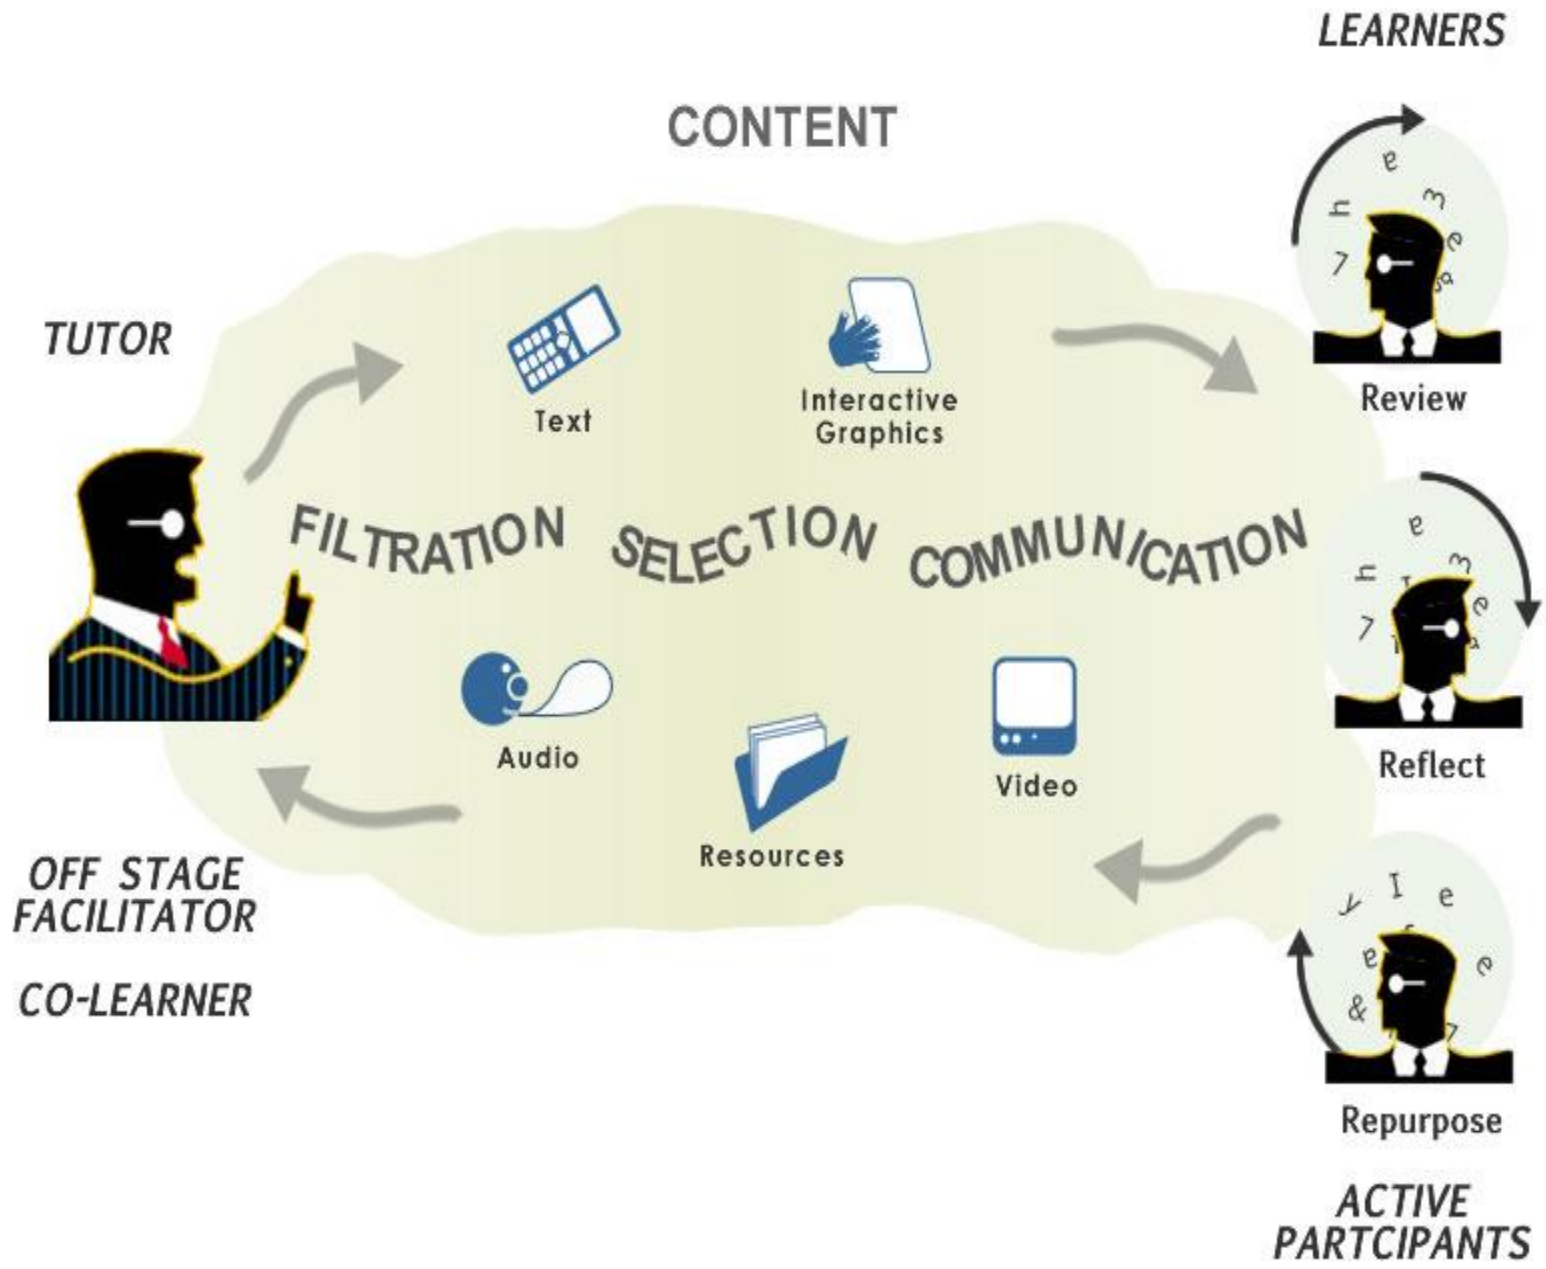 LEARNERS
CONTENT
TUTOR
Text
Interactive
Graphics
Review
FILTRATION SELECTION COMMUNICATION
Audio
Resources
Video
Reflect
OFF STAGE
FACILITATOR
CO-LEARNER
Repurpose
ACTIVE
PARTCIPANTS